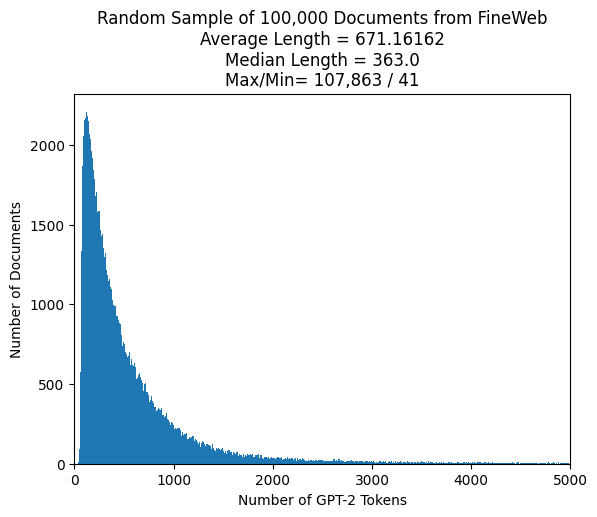 Random Sample of 100,000 Documents from FineWeb
Average Length = 671.16162
Median Length = 363.0
Max/Min= 107,863 / 41
2000
1500
1000
500
0
Number of Documents
0 1000 2000 3000 4000 5000
Number of GPT-2 Tokens